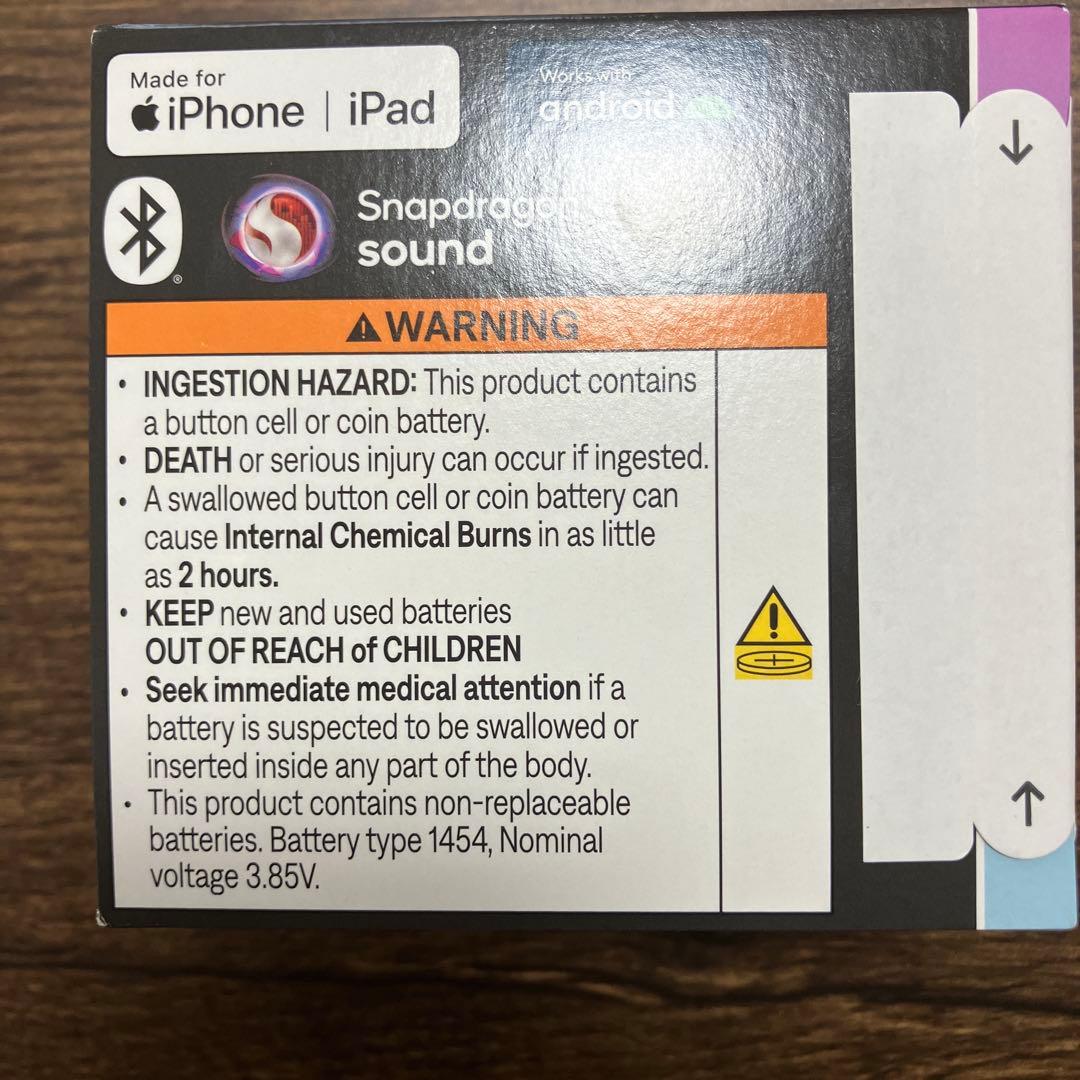 Made for
iPhone | iPad
Works with
android
Snapdragon
sound
®
WARNING
• INGESTION HAZARD: This product contains
a button cell or coin battery.
• DEATH or serious injury can occur if ingested.
• A swallowed button cell or coin battery can
cause Internal Chemical Burns in as little
as 2 hours.
• KEEP new and used batteries
OUT OF REACH of CHILDREN
• Seek immediate medical attention if a
battery is suspected to be swallowed or
inserted inside any part of the body.
• This product contains non-replaceable
batteries. Battery type 1454, Nominal
voltage 3.85V.